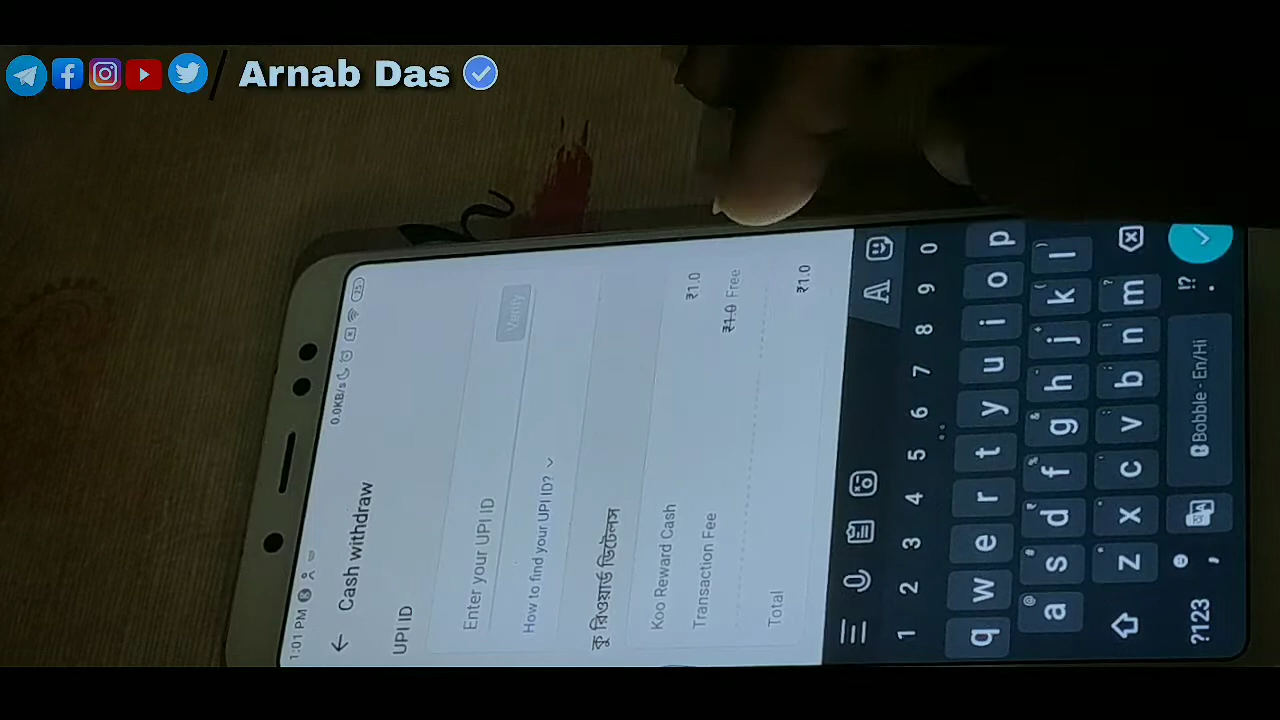 Arnab Das
1:01 PM
0.0KB/s
Cash withdraw
UPI ID
Enter your UPI ID
Verify
How to find your UPI ID?
কু রিওয়ার্ড ডিটেলস
Koo Reward Cash ₹1.0
Transaction Fee ₹1.0 Free
Total ₹1.0
1 2 3 4 5 6 7 8 9 0
q w e r t y u i o p
a s d f g h j k l
z x c v b n m
?123 , Bobble - En/Hi . !?